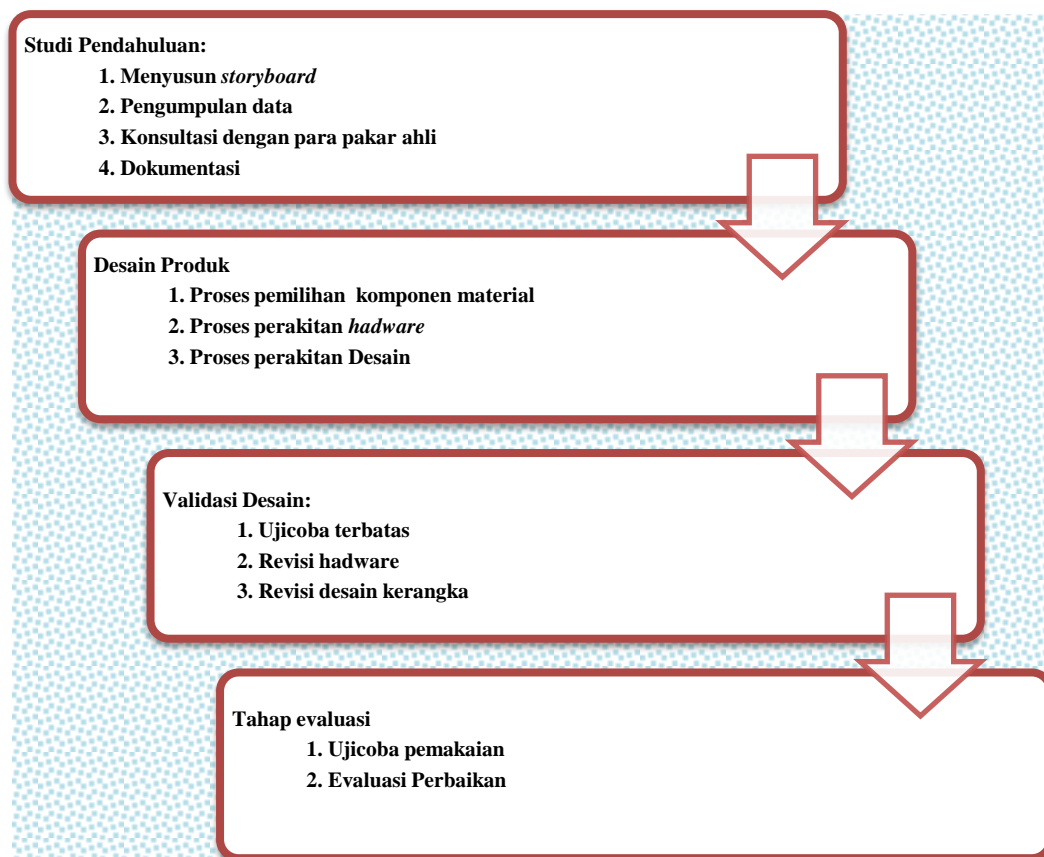 Studi Pendahuluan:
1. Menyusun storyboard
2. Pengumpulan data
3. Konsultasi dengan para pakar ahli
4. Dokumentasi
Desain Produk
1. Proses pemilihan  komponen material
2. Proses perakitan hadware
3. Proses perakitan Desain
Validasi Desain:
1. Ujicoba terbatas
2. Revisi hadware
3. Revisi desain kerangka
Tahap evaluasi
1. Ujicoba pemakaian
2. Evaluasi Perbaikan